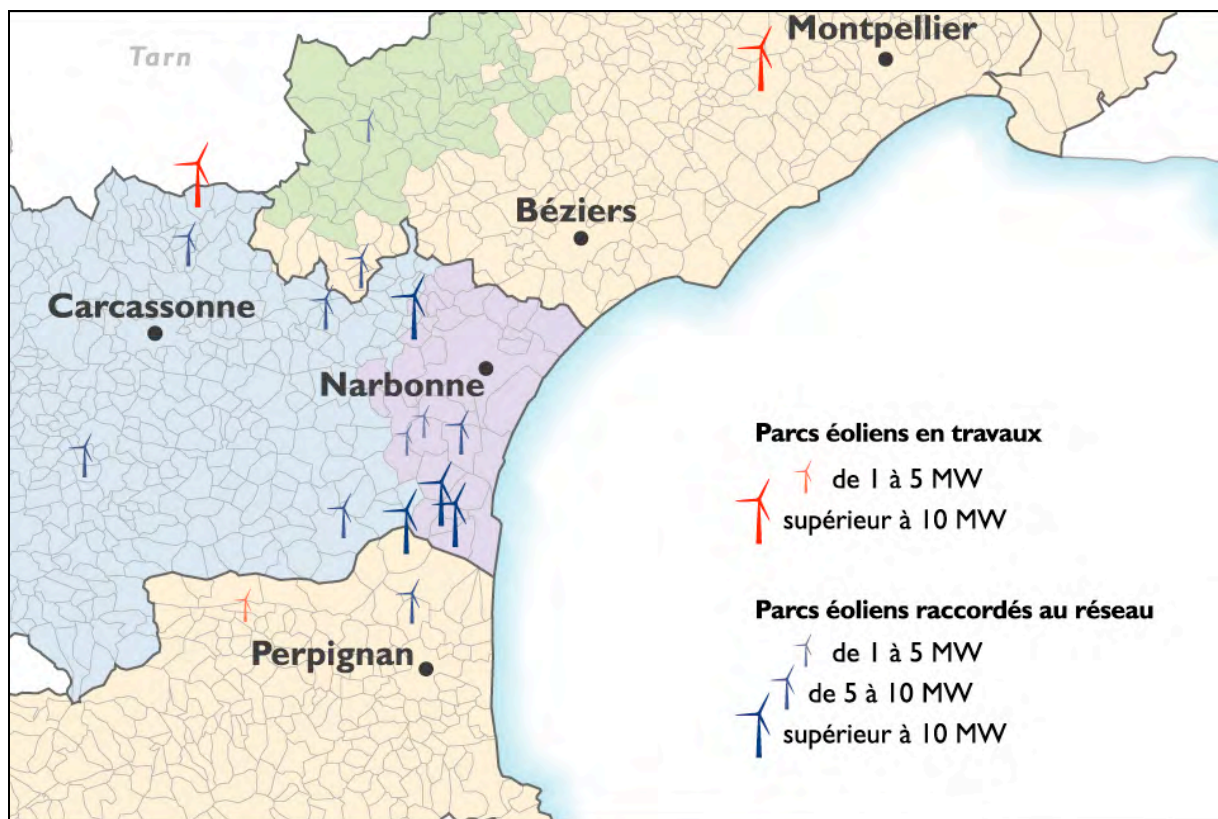 Montpellier
Tarn
Béziers
Carcassonne
Narbonne
Perpignan
Parcs éoliens en travaux
de 1 à 5 MW
supérieur à 10 MW
Parcs éoliens raccordés au réseau
de 1 à 5 MW
de 5 à 10 MW
supérieur à 10 MW